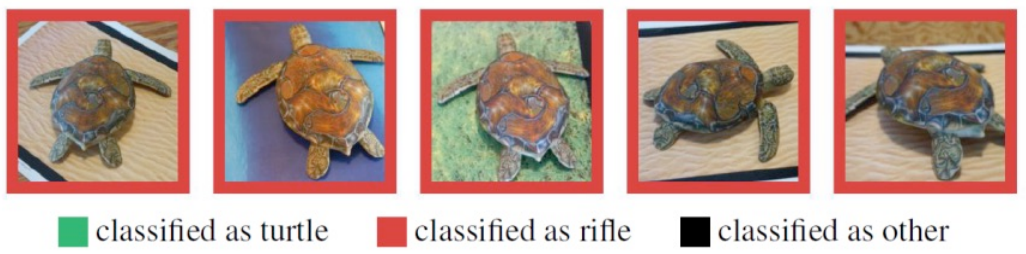 classified as turtle classified as rifle classified as other